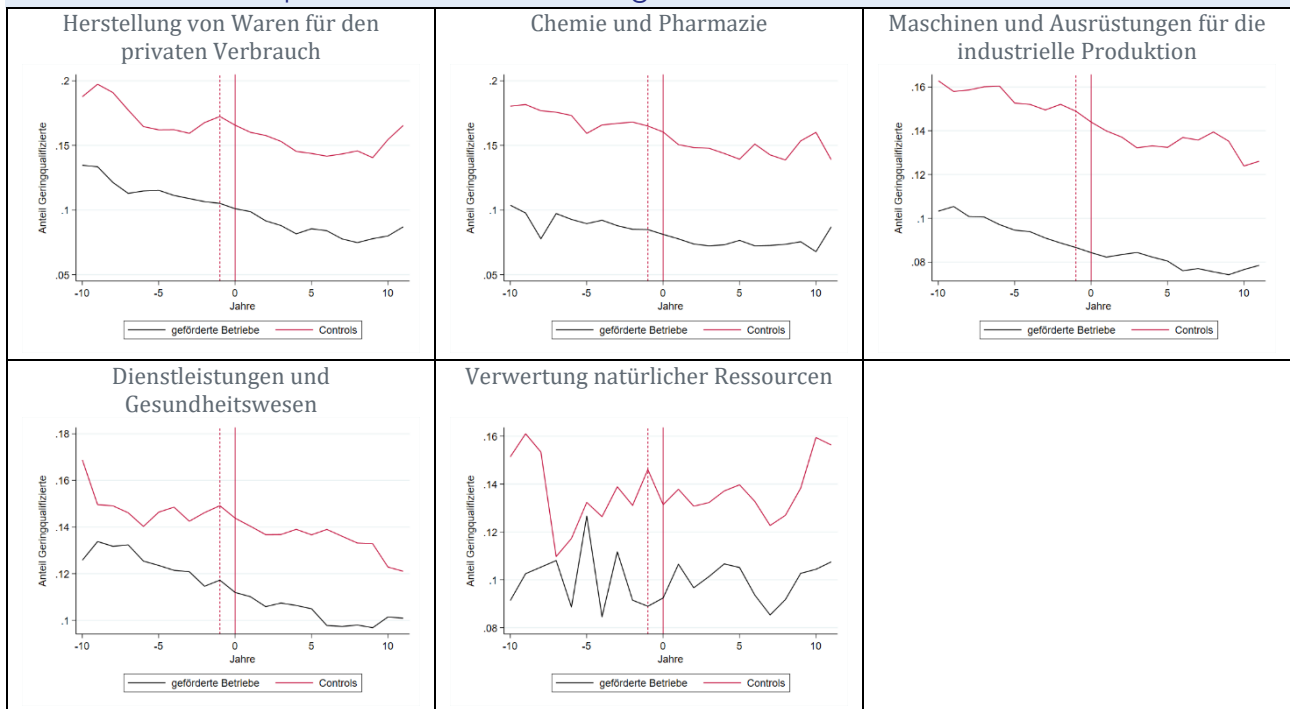 Herstellung von Waren für den
privaten Verbrauch
.2
.15
.1
.05
Anteil Geringqualifizierte
-10 -5 0 5 10
Jahre
geförderte Betriebe Controls
Chemie und Pharmazie
.2
.15
.1
.05
Anteil Geringqualifizierte
-10 -5 0 5 10
Jahre
geförderte Betriebe Controls
Maschinen und Ausrüstungen für die
industrielle Produktion
.16
.14
.12
.1
.08
Anteil Geringqualifizierte
-10 -5 0 5 10
Jahre
geförderte Betriebe Controls
Dienstleistungen und
Gesundheitswesen
.18
.16
.14
.12
.1
Anteil Geringqualifizierte
-10 -5 0 5 10
Jahre
geförderte Betriebe Controls
Verwertung natürlicher Ressourcen
.16
.14
.12
.1
.08
Anteil Geringqualifizierte
-10 -5 0 5 10
Jahre
geförderte Betriebe Controls